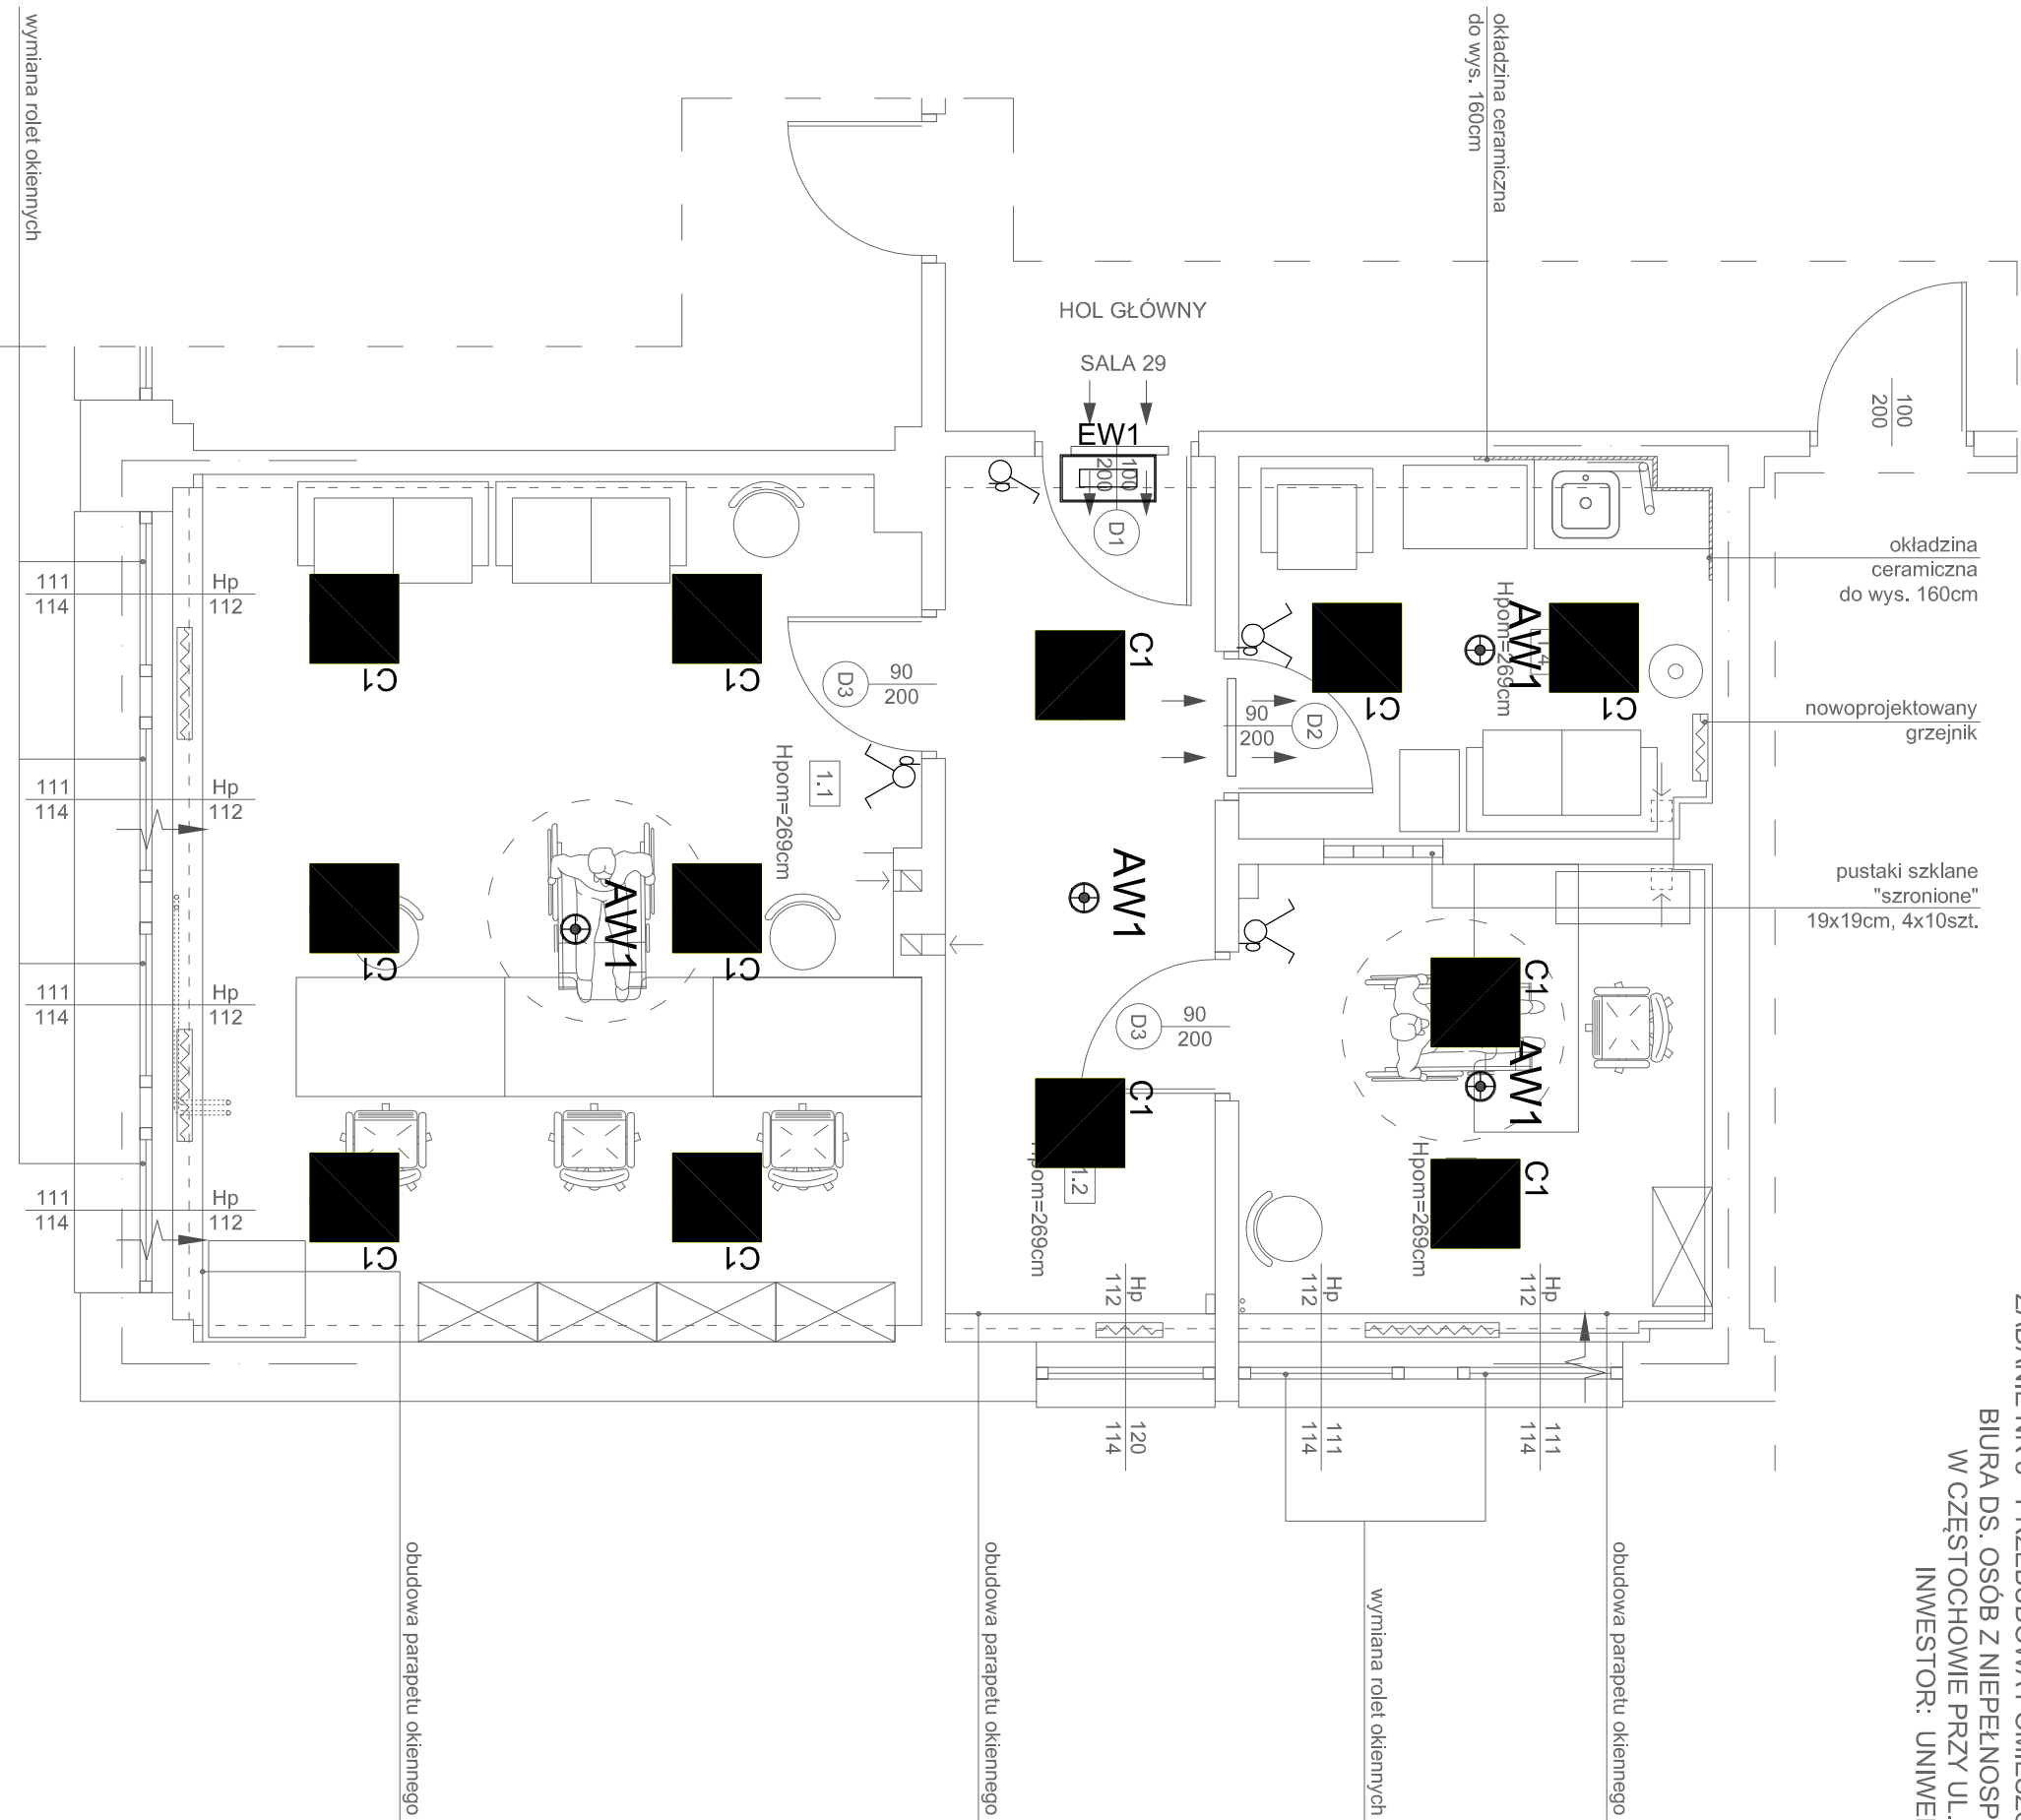 wymiana rolet okiennych
okładzina ceramiczna
do wys. 160cm
HOL GŁÓWNY
SALA 29
EW1
100
200
D1
100
200
okładzina
ceramiczna
do wys. 160cm
nowoprojektowany
grzejnik
pustaki szklane
"szronione"
19x19cm, 4x10szt.
111
114
Hp
112
111
114
Hp
112
111
114
Hp
112
111
114
Hp
112
C1
C1
C1
C1
C1
C1
AW1
1.1
Hpom=269cm
D3
90
200
C1
AW1
C1
1.2
Hpom=269cm
D3
90
200
D2
90
200
C1
C1
AW1
Hpom=269cm
C1
AW1
C1
Hpom=269cm
Hp
112
120
114
Hp
112
111
114
Hp
112
111
114
obudowa parapetu okiennego
obudowa parapetu okiennego
wymiana rolet okiennych
obudowa parapetu okiennego
BIURA DS. OSÓB Z NIEPEŁNOSP
W CZĘSTOCHOWIE PRZY UL.
INWESTOR: UNIWE